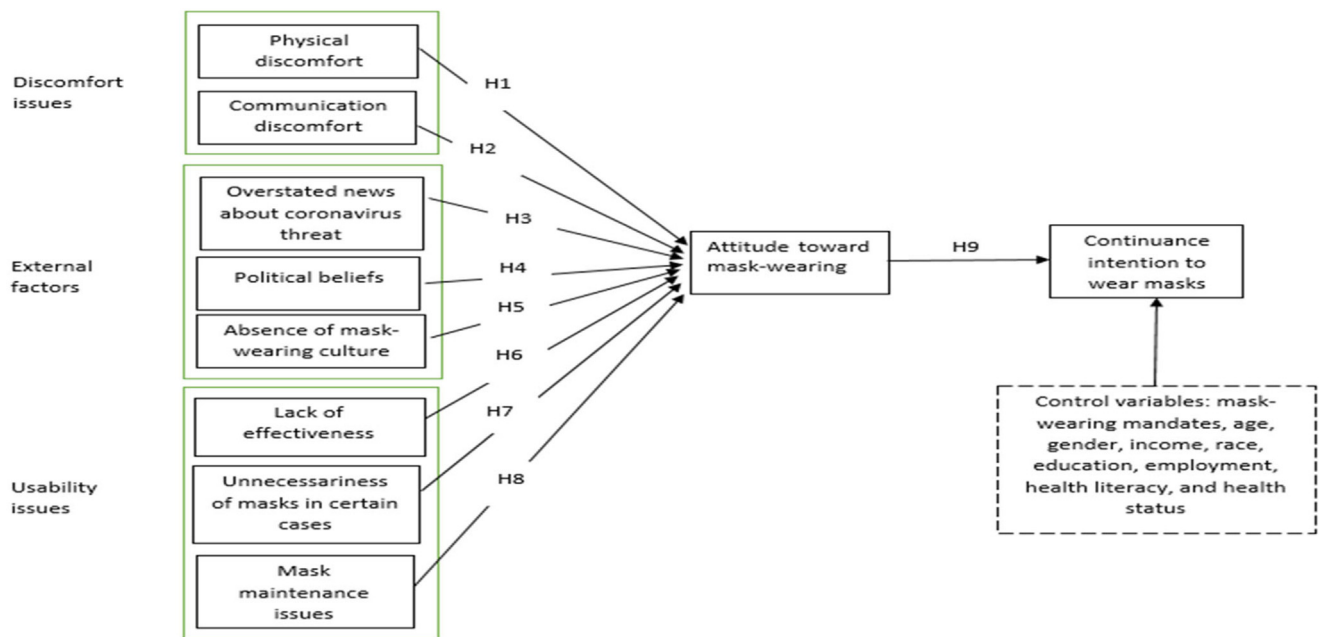 Discomfort
issues
Physical
discomfort
Communication
discomfort
H1
H2
External
factors
Overstated news
about coronavirus
threat
Political beliefs
Absence of mask-
wearing culture
H3
H4
H5
Usability
issues
Lack of
effectiveness
Unnecessariness
of masks in certain
cases
Mask
maintenance
issues
H6
H7
H8
Attitude toward
mask-wearing
H9
Continuance
intention to
wear masks
Control variables: mask-
wearing mandates, age,
gender, income, race,
education, employment,
health literacy, and health
status